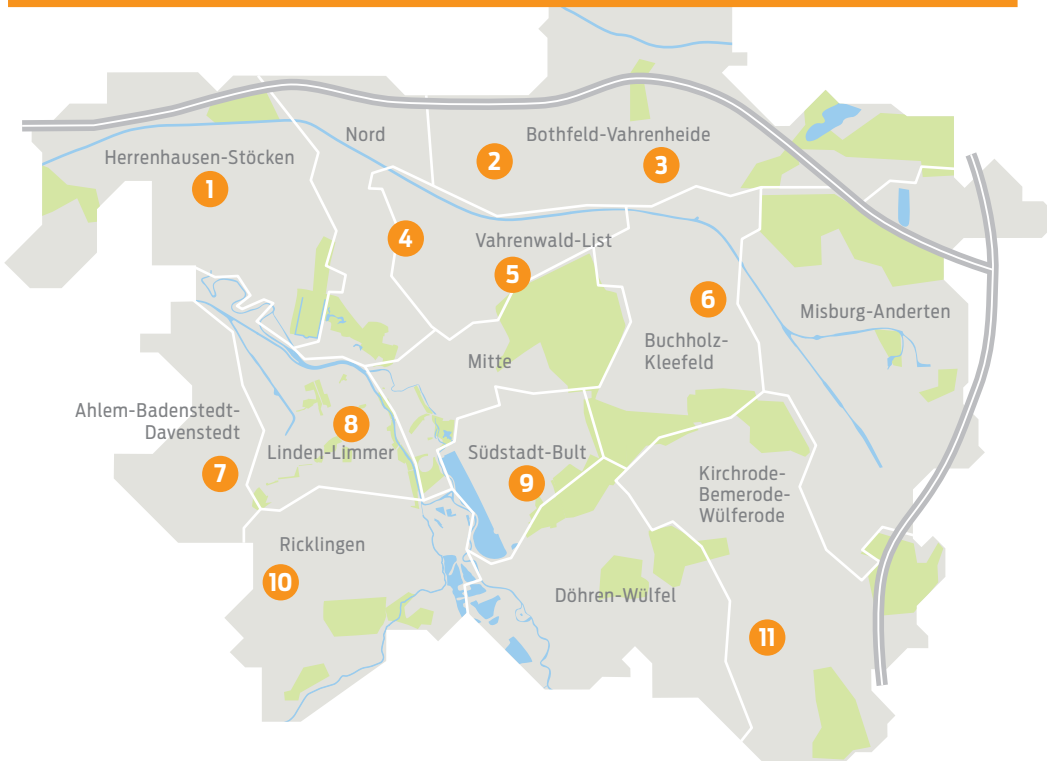 Nord
Bothfeld-Vahrenheide
Herrenhausen-Stöcken
2
3
1
4
Vahrenwald-List
5
6
Misburg-Anderten
Buchholz-
Kleefeld
Mitte
Ahlem-Badenstedt-
Davenstedt
7
8
Linden-Limmer
Südstadt-Bult
9
Kirchrode-
Bemerode-
Wülferode
Ricklingen
10
Döhren-Wülfel
11